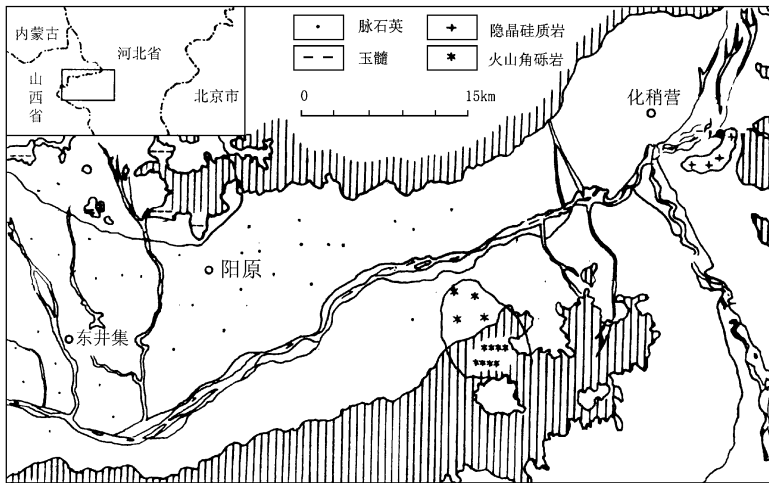 内蒙古
河北省
山西省
北京市
脉石英
隐晶硅质岩
玉髓
火山角砾岩
0 15km
化稍营
阳原
东井集